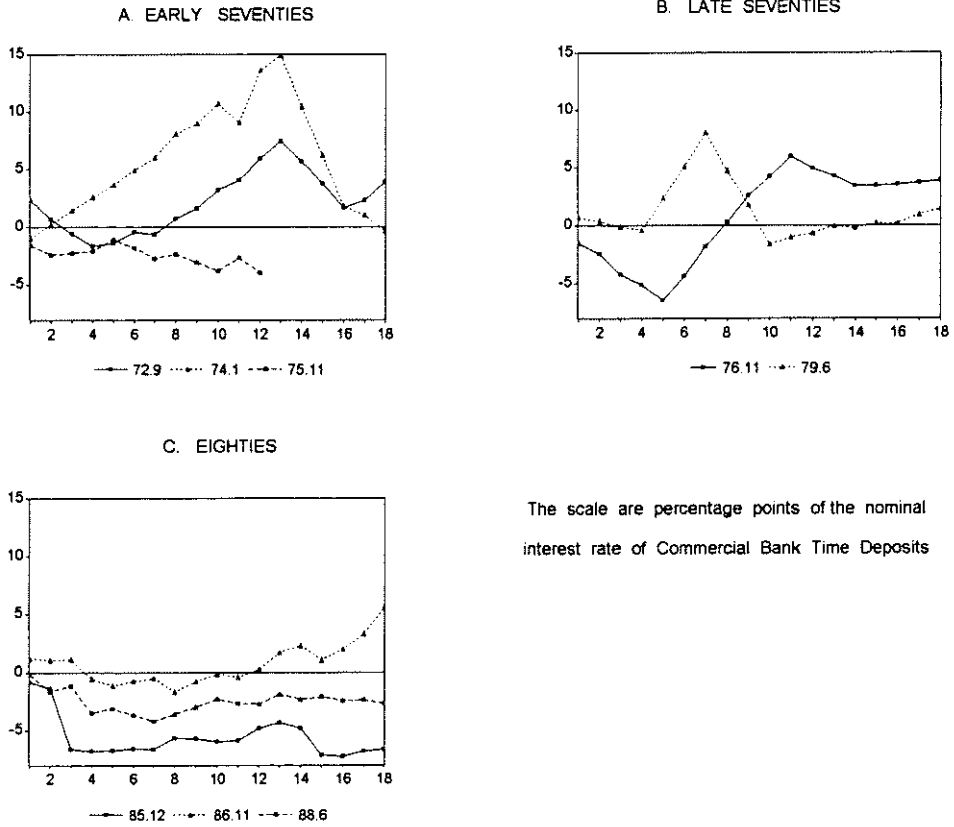 A. EARLY SEVENTIES
15
10
5
0
-5
2 4 6 8 10 12 14 16 18
72.9 74.1 75.11
B. LATE SEVENTIES
15
10
5
0
-5
2 4 6 8 10 12 14 16 18
76.11 79.6
C. EIGHTIES
15
10
5
0
-5
2 4 6 8 10 12 14 16 18
85.12 86.11 88.6
The scale are percentage points of the nominal
interest rate of Commercial Bank Time Deposits